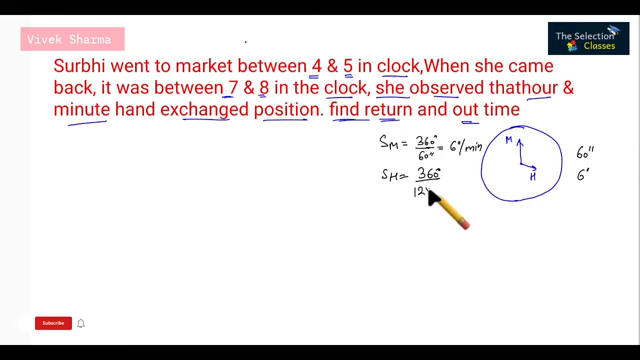 Vivek Sharma
The Selection
Classes
Surbhi went to market between 4 & 5 in clock,When she came
back, it was between 7 & 8 in the clock, she observed thathour &
minute hand exchanged position. find return and out time
SM = 360°/60" = 6°/min
M
H
60"
6°
SH = 360°/12
Subscribe